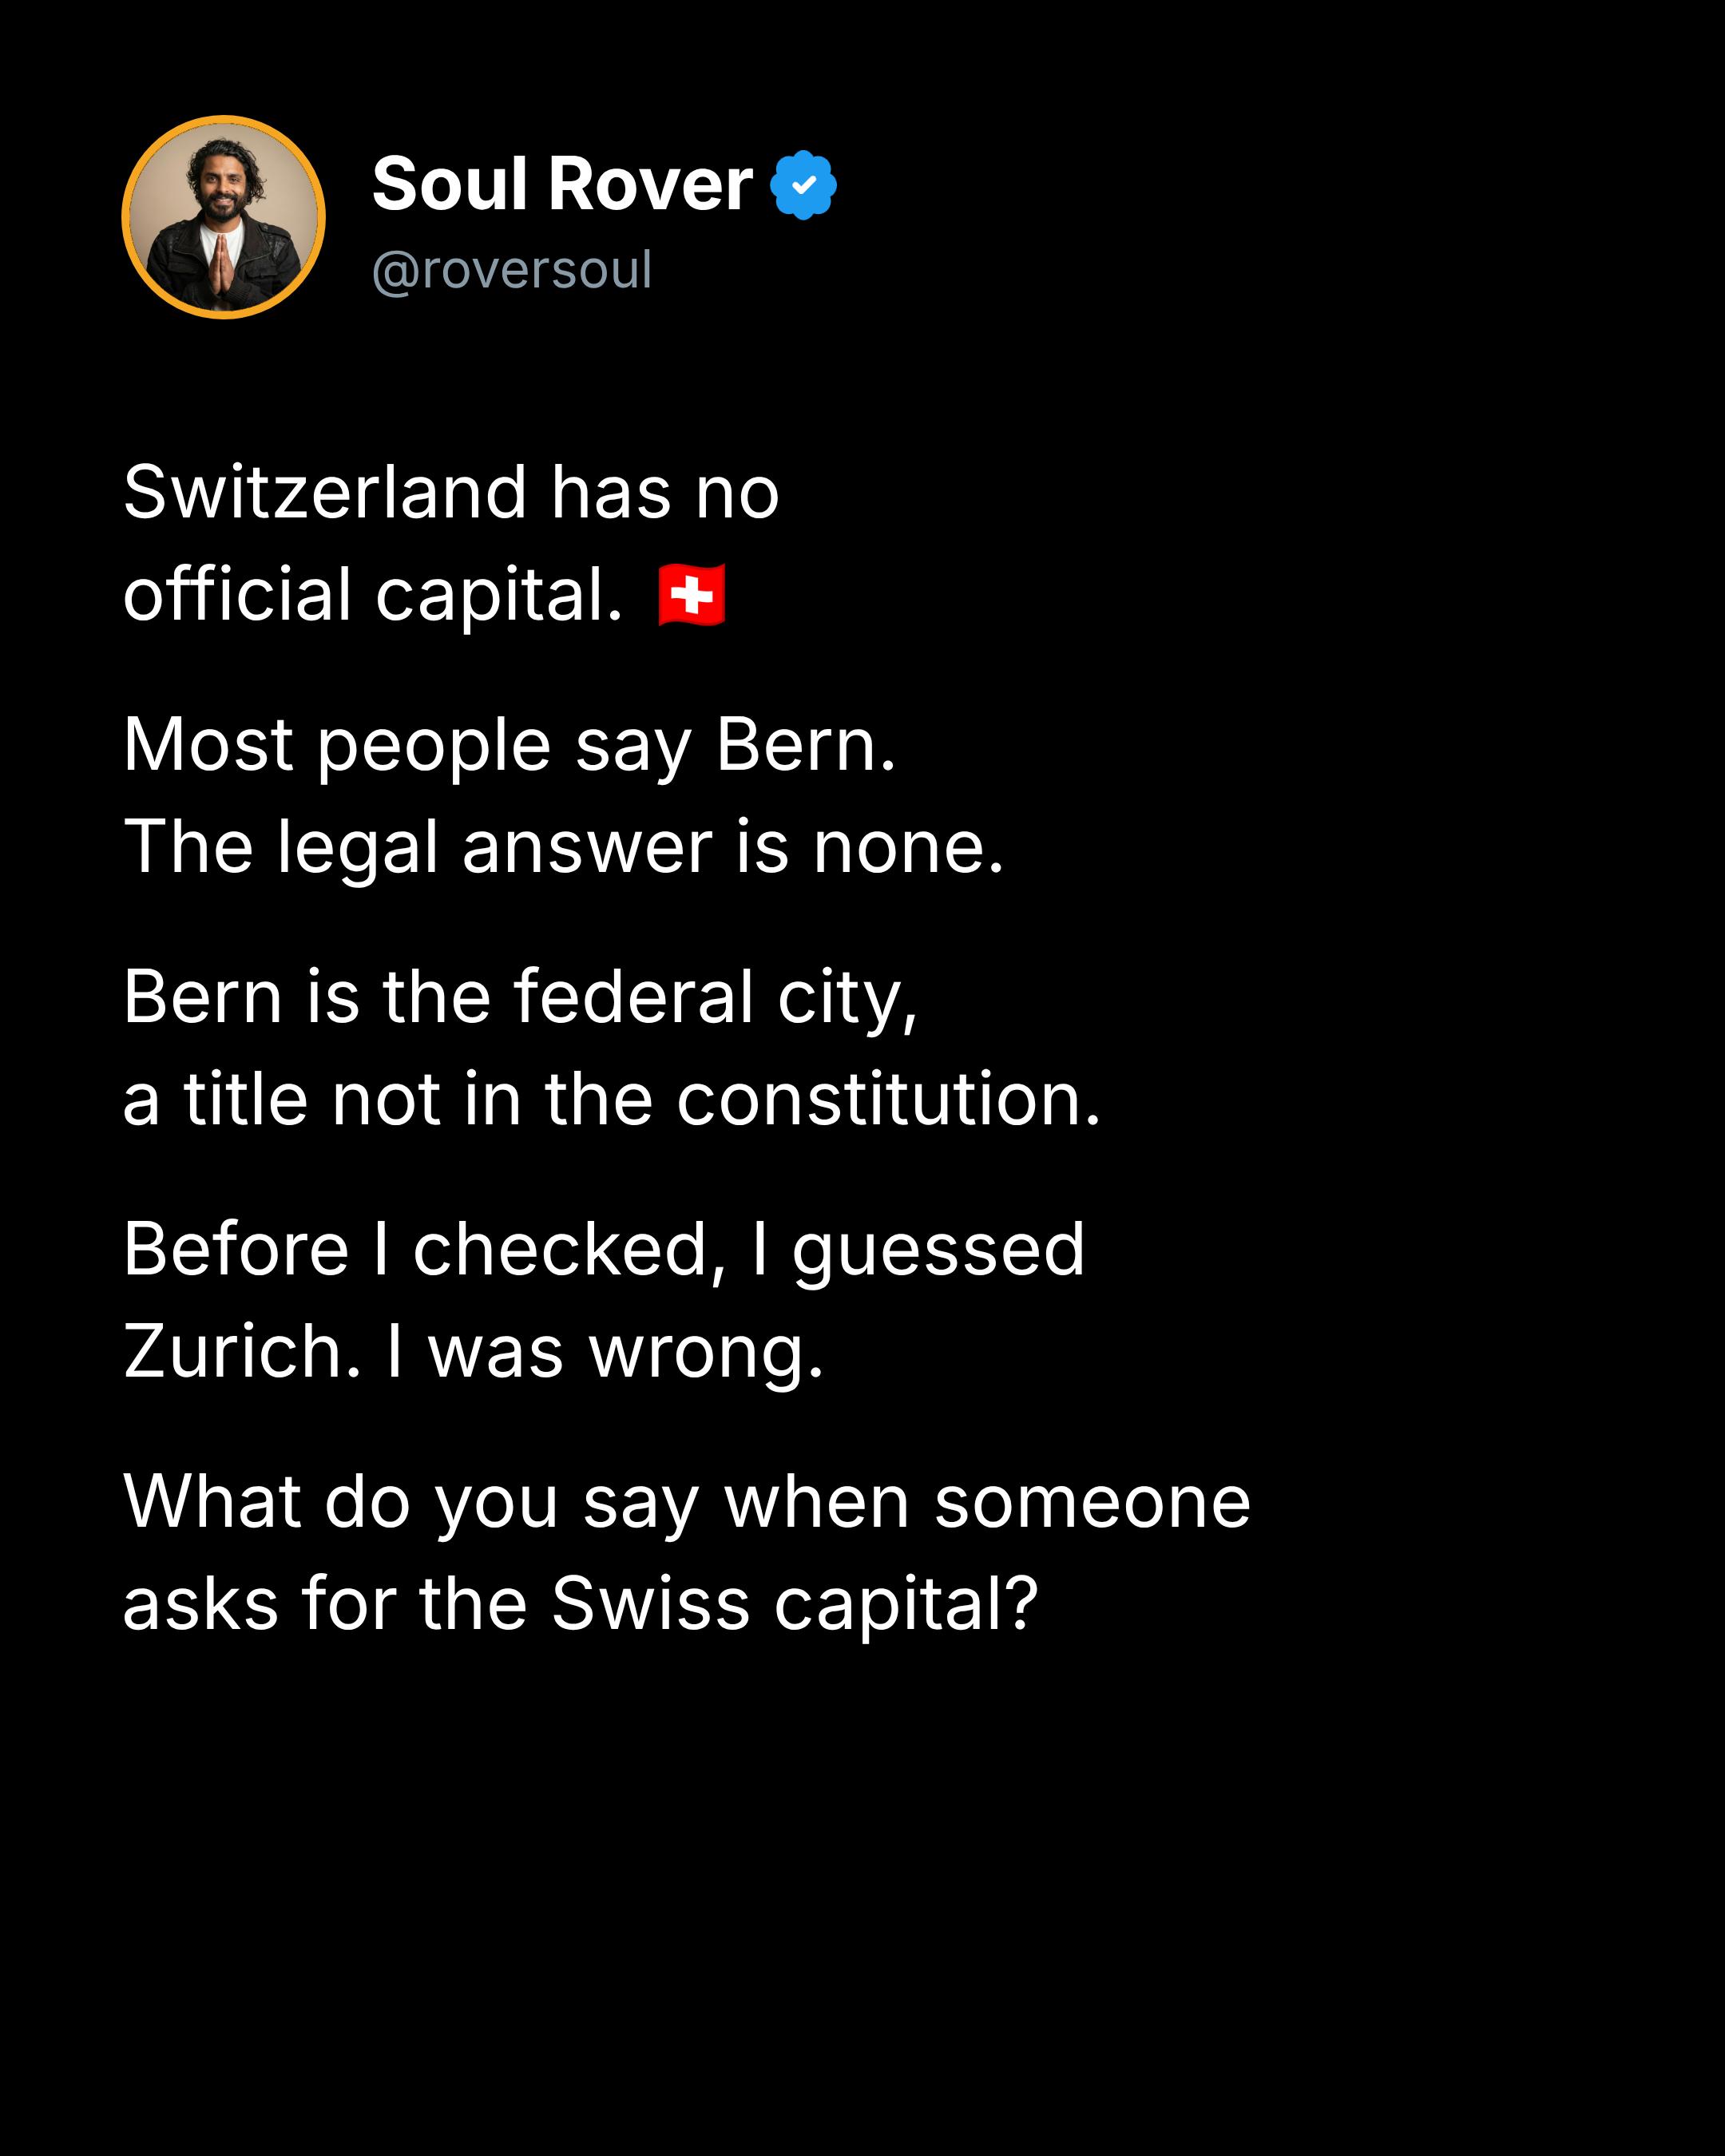 Soul Rover
@roversoul
Switzerland has no
official capital. 🇨🇭
Most people say Bern.
The legal answer is none.
Bern is the federal city,
a title not in the constitution.
Before I checked, I guessed
Zurich. I was wrong.
What do you say when someone
asks for the Swiss capital?